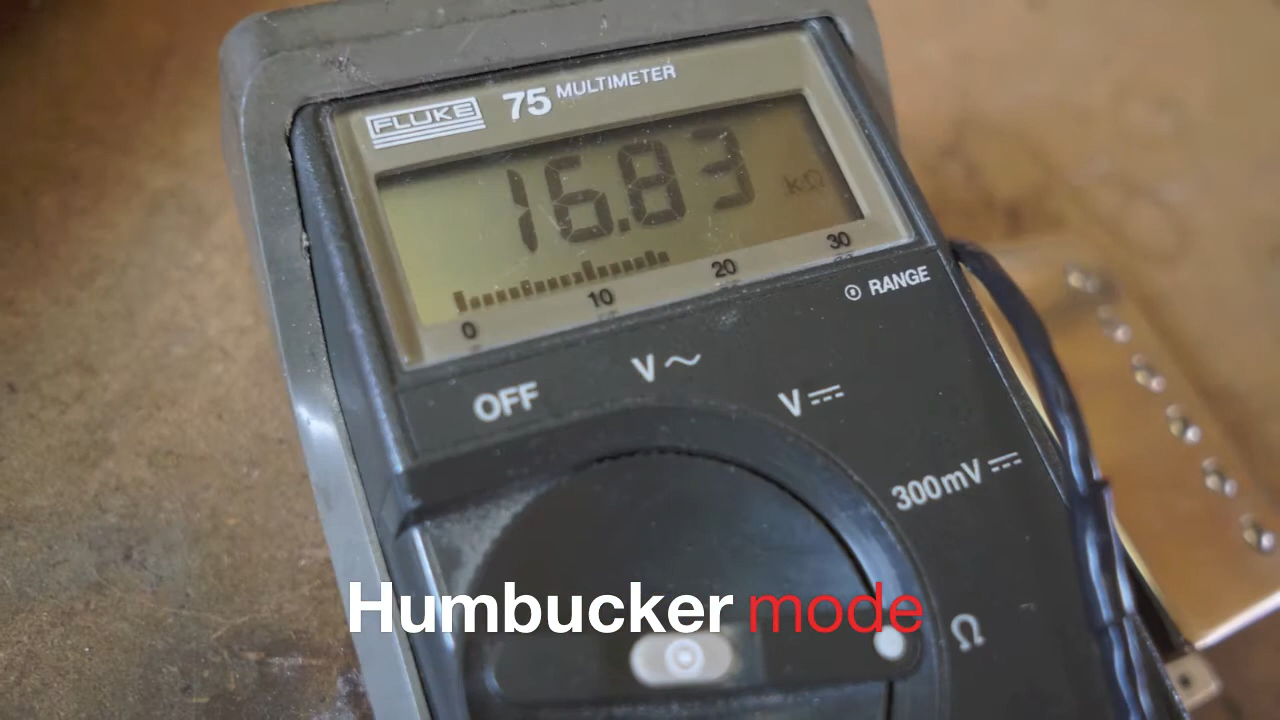 FLUKE 75 MULTIMETER
16.83 kΩ
0 10 20 30
RANGE
OFF
V~
V⎓
300mV⎓
Ω
Humbucker mode